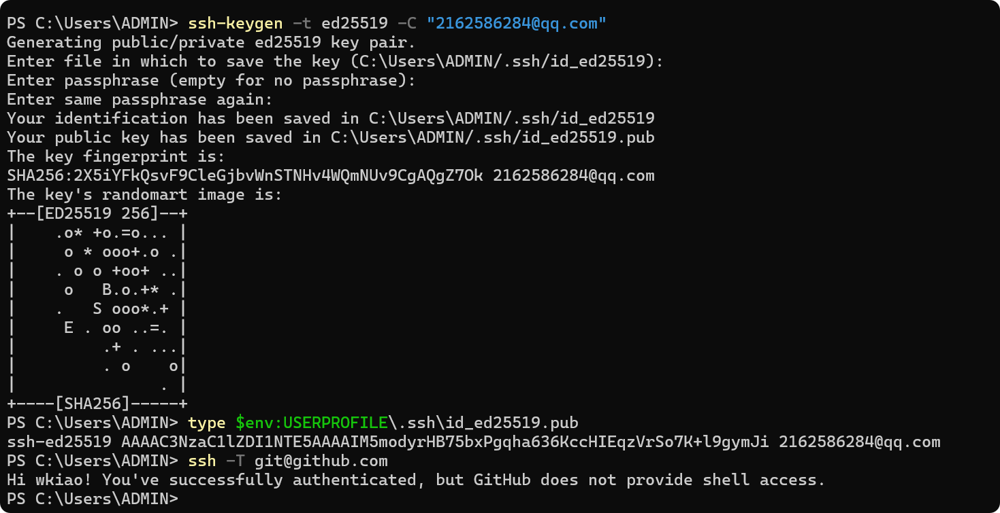 PS C:\Users\ADMIN> ssh-keygen -t ed25519 -C "2162586284@qq.com"
Generating public/private ed25519 key pair.
Enter file in which to save the key (C:\Users\ADMIN/.ssh/id_ed25519):
Enter passphrase (empty for no passphrase):
Enter same passphrase again:
Your identification has been saved in C:\Users\ADMIN/.ssh/id_ed25519
Your public key has been saved in C:\Users\ADMIN/.ssh/id_ed25519.pub
The key fingerprint is:
SHA256:2X5iYFkQsvF9CleGjbvWnSTNHv4WQmNUv9CgAQgZ7Ok 2162586284@qq.com
The key's randomart image is:
+--[ED25519 256]--+
|    .o* +o.=o... |
|     o * ooo+.o .|
|    . o o +oo+ ..|
|     o   B.o.+* .|
|    .   S ooo*.+ |
|     E . oo ..=. |
|         .+ . ...|
|         . o    o|
|               . |
+----[SHA256]-----+
PS C:\Users\ADMIN> type $env:USERPROFILE\.ssh\id_ed25519.pub
ssh-ed25519 AAAAC3NzaC1lZDI1NTE5AAAAIM5modyrHB75bxPgqha636KccHIEqzVrSo7K+l9gymJi 2162586284@qq.com
PS C:\Users\ADMIN> ssh -T git@github.com
Hi wkiao! You've successfully authenticated, but GitHub does not provide shell access.
PS C:\Users\ADMIN>